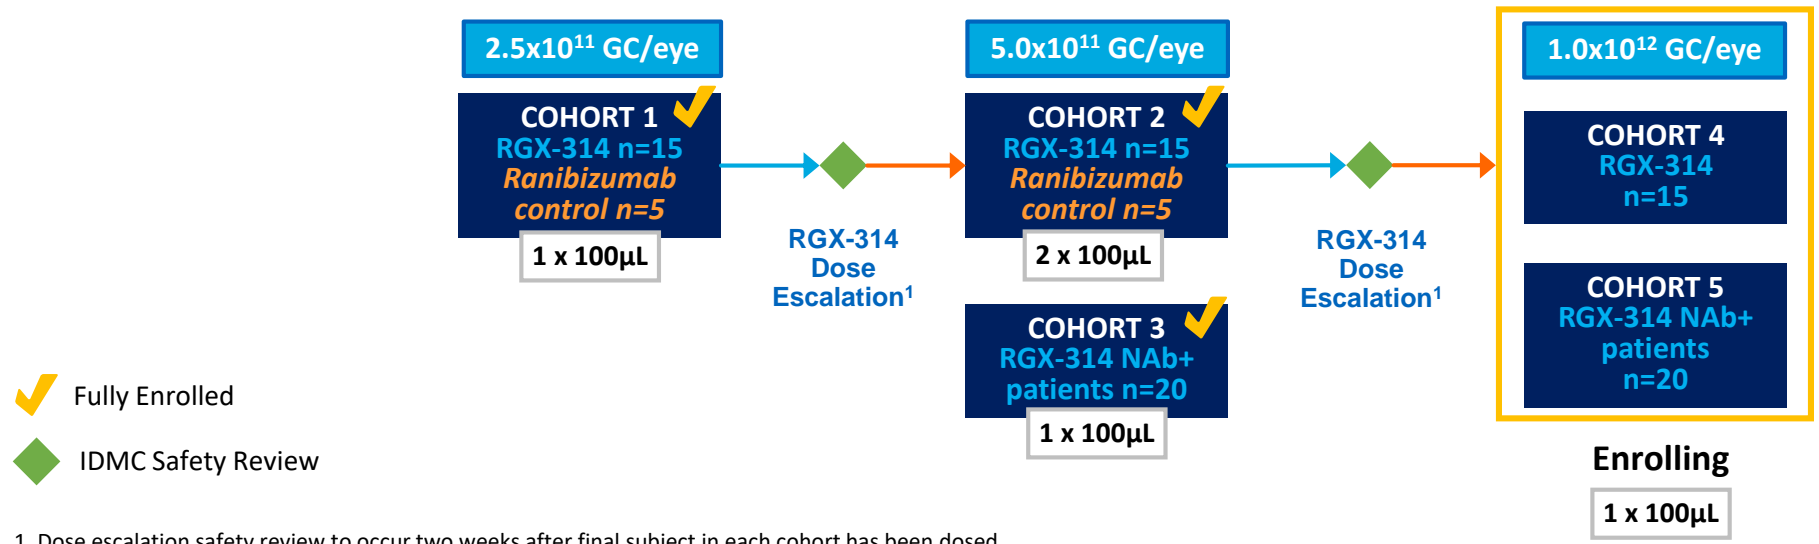 2.5x10¹¹ GC/eye
COHORT 1
RGX-314 n=15
Ranibizumab
control n=5
1 x 100µL
RGX-314
Dose
Escalation¹
5.0x10¹¹ GC/eye
COHORT 2
RGX-314 n=15
Ranibizumab
control n=5
2 x 100µL
COHORT 3
RGX-314 NAb+
patients n=20
1 x 100µL
RGX-314
Dose
Escalation¹
1.0x10¹² GC/eye
COHORT 4
RGX-314
n=15
COHORT 5
RGX-314 NAb+
patients
n=20
Enrolling
1 x 100µL
Fully Enrolled
IDMC Safety Review
1. Dose escalation safety review to occur two weeks after final subject in each cohort has been dosed